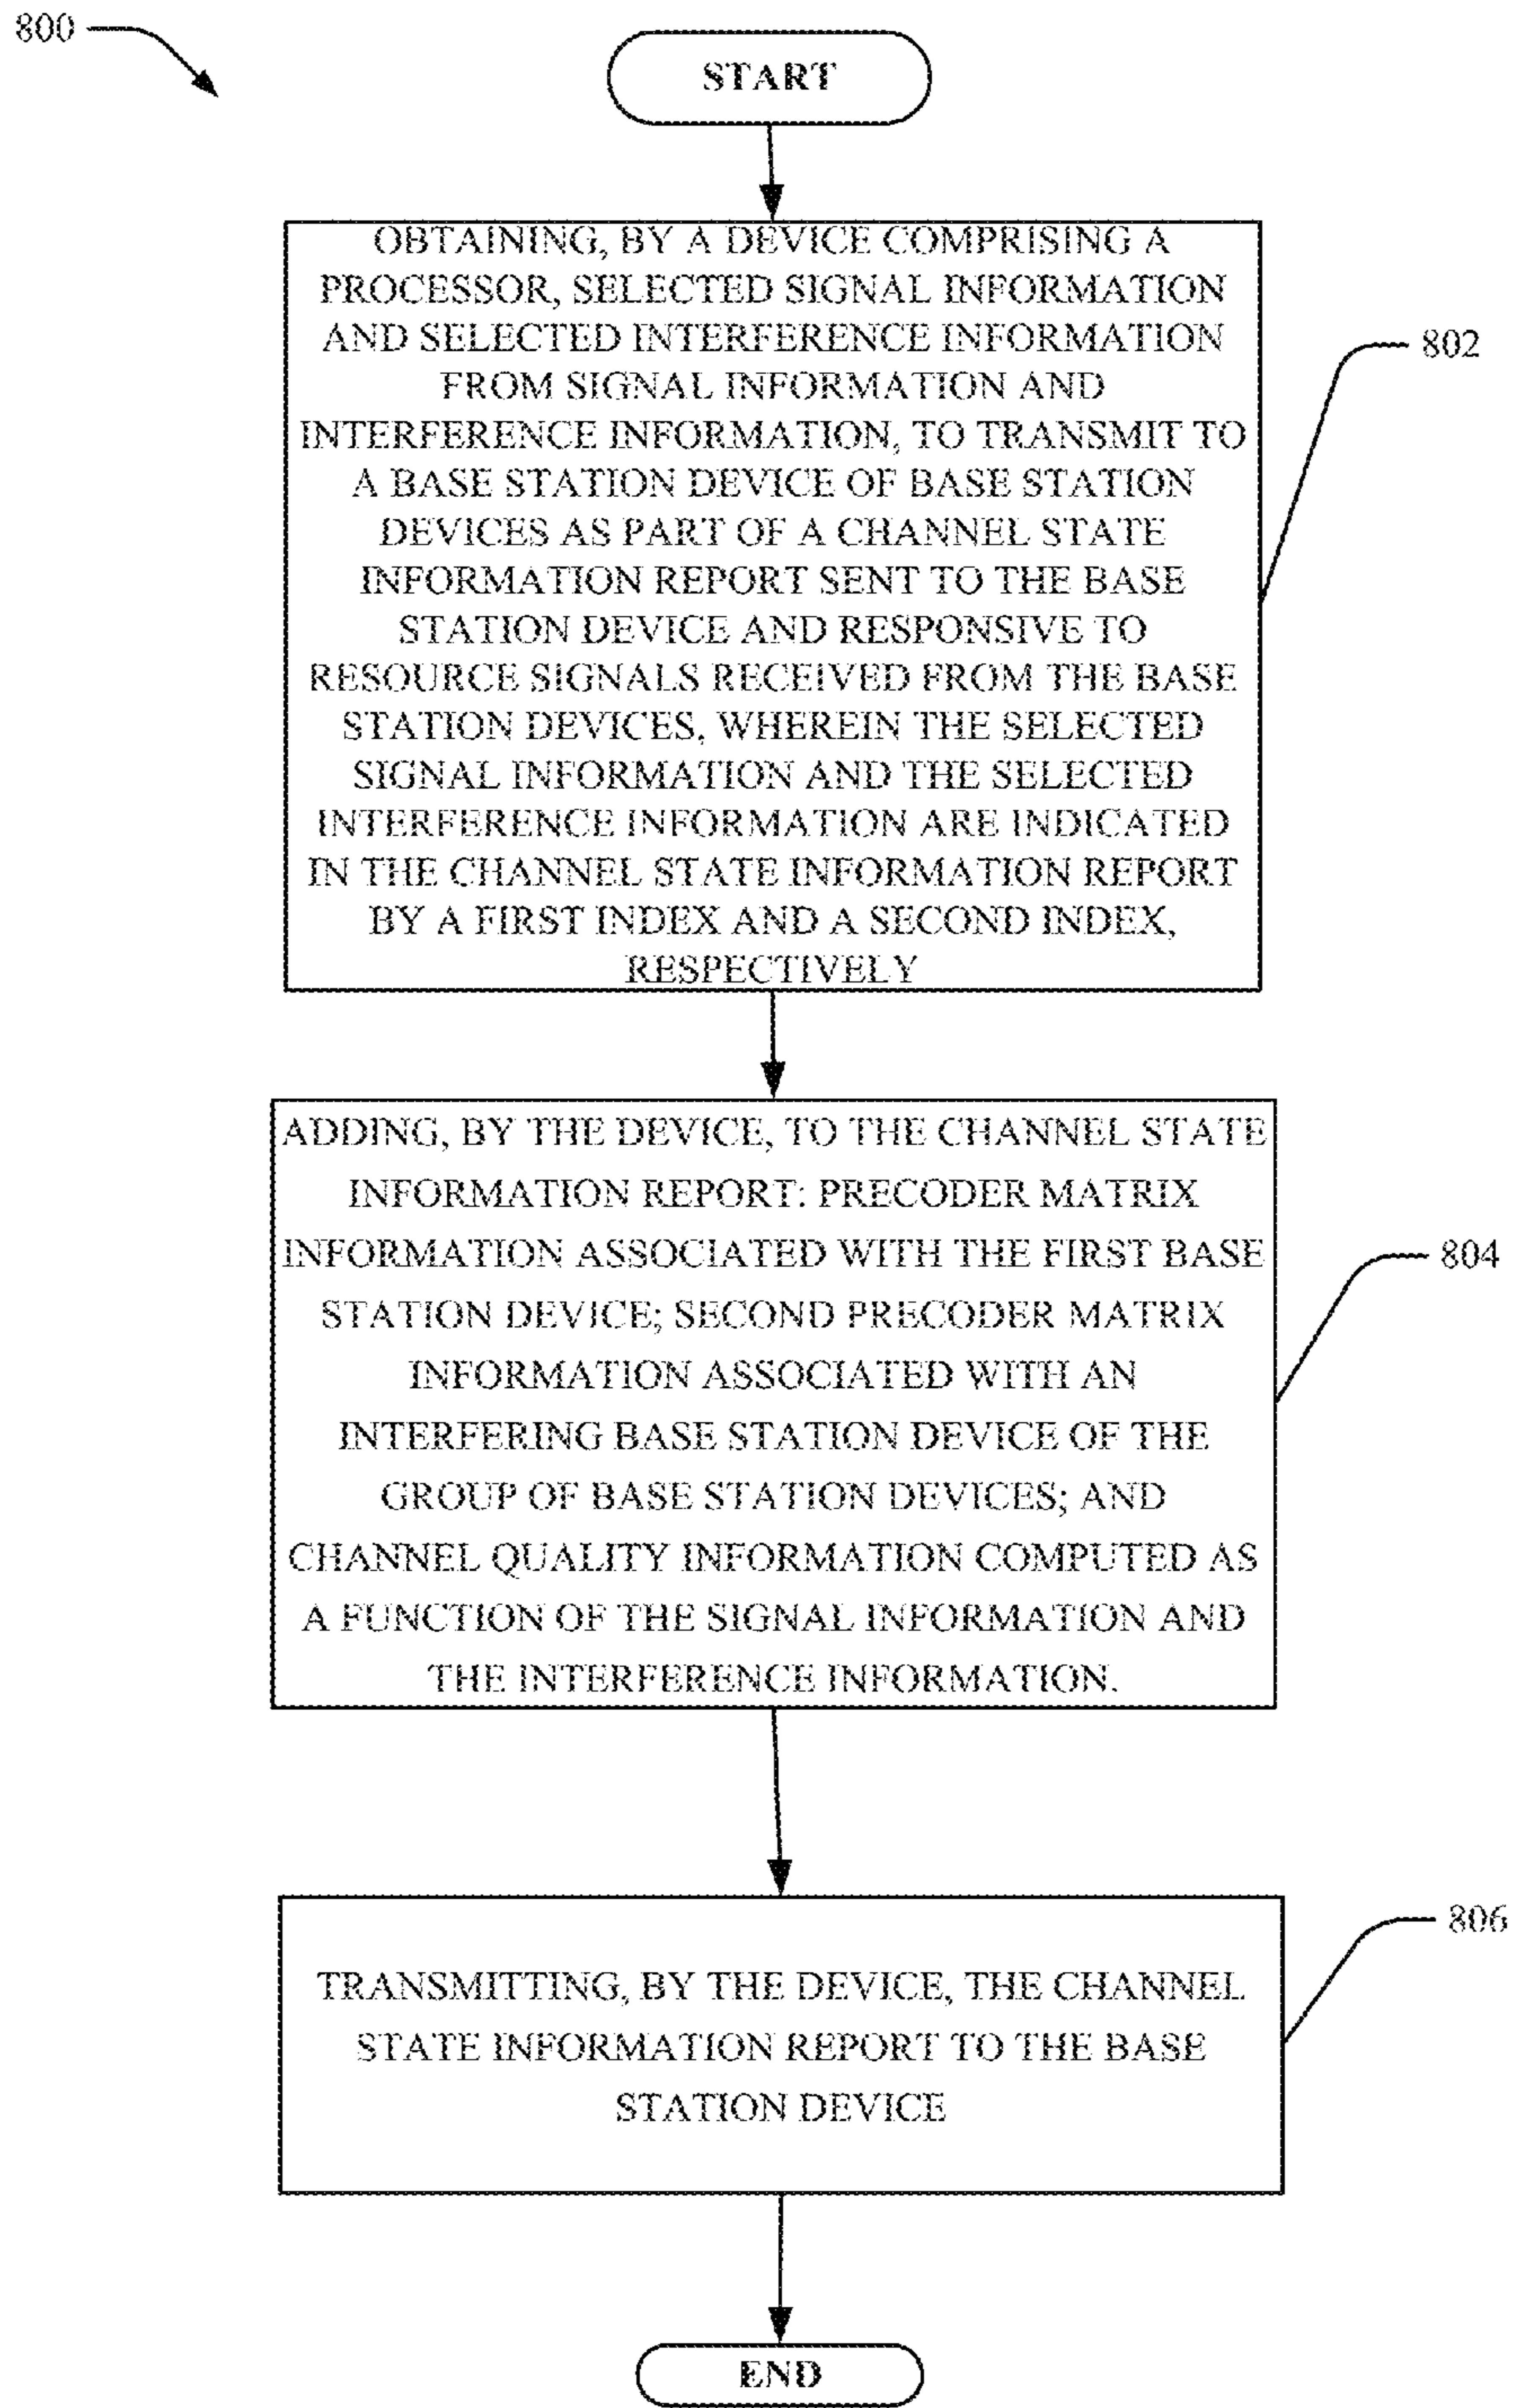 800
START
OBTAINING, BY A DEVICE COMPRISING A
PROCESSOR, SELECTED SIGNAL INFORMATION
AND SELECTED INTERFERENCE INFORMATION
FROM SIGNAL INFORMATION AND
INTERFERENCE INFORMATION, TO TRANSMIT TO
A BASE STATION DEVICE OF BASE STATION
DEVICES AS PART OF A CHANNEL STATE
INFORMATION REPORT SENT TO THE BASE
STATION DEVICE AND RESPONSIVE TO
RESOURCE SIGNALS RECEIVED FROM THE BASE
STATION DEVICES, WHEREIN THE SELECTED
SIGNAL INFORMATION AND THE SELECTED
INTERFERENCE INFORMATION ARE INDICATED
IN THE CHANNEL STATE INFORMATION REPORT
BY A FIRST INDEX AND A SECOND INDEX,
RESPECTIVELY
802
ADDING, BY THE DEVICE, TO THE CHANNEL STATE
INFORMATION REPORT: PRECODER MATRIX
INFORMATION ASSOCIATED WITH THE FIRST BASE
STATION DEVICE; SECOND PRECODER MATRIX
INFORMATION ASSOCIATED WITH AN
INTERFERING BASE STATION DEVICE OF THE
GROUP OF BASE STATION DEVICES; AND
CHANNEL QUALITY INFORMATION COMPUTED AS
A FUNCTION OF THE SIGNAL INFORMATION AND
THE INTERFERENCE INFORMATION.
804
TRANSMITTING, BY THE DEVICE, THE CHANNEL
STATE INFORMATION REPORT TO THE BASE
STATION DEVICE
806
END